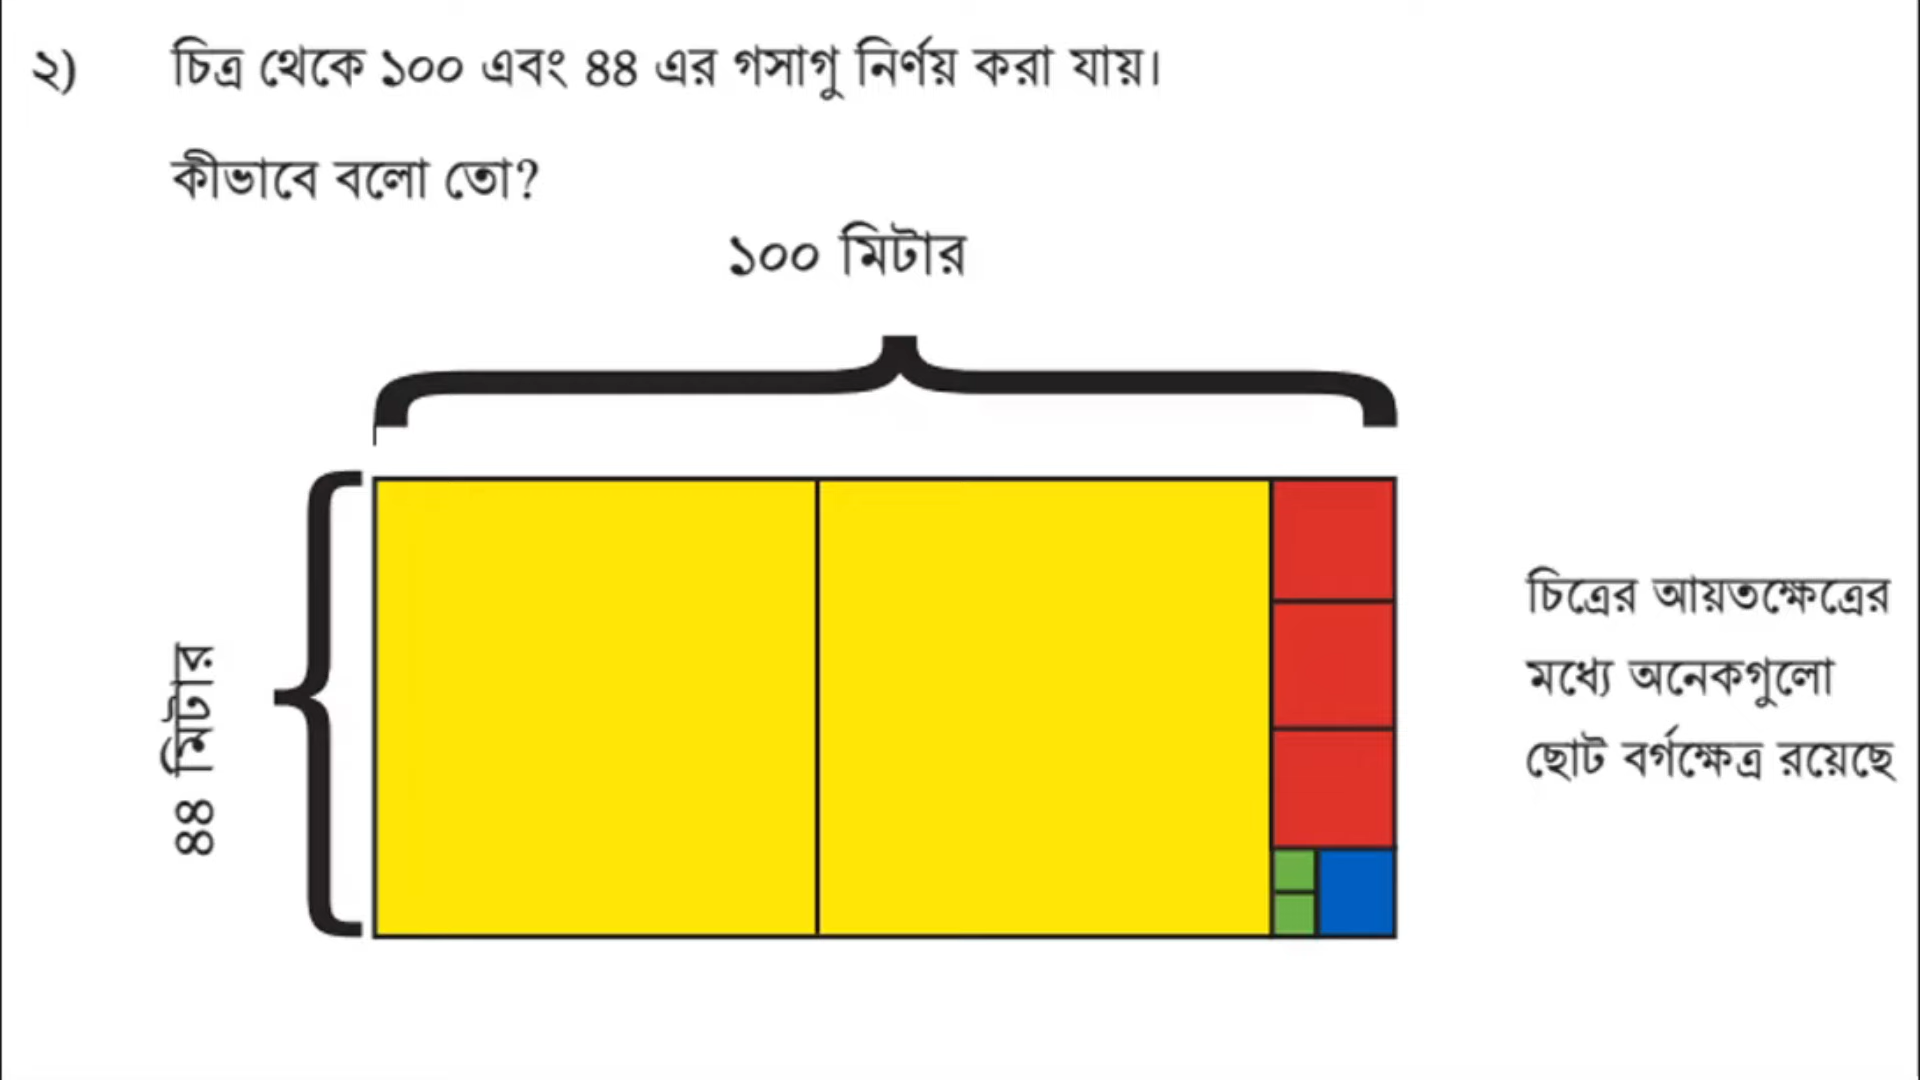 ২) চিত্র থেকে ১০০ এবং ৪৪ এর গসাগু নির্ণয় করা যায়।
কীভাবে বলো তো?
১০০ মিটার
৪৪ মিটার
চিত্রের আয়তক্ষেত্রের
মধ্যে অনেকগুলো
ছোট বর্গক্ষেত্র রয়েছে